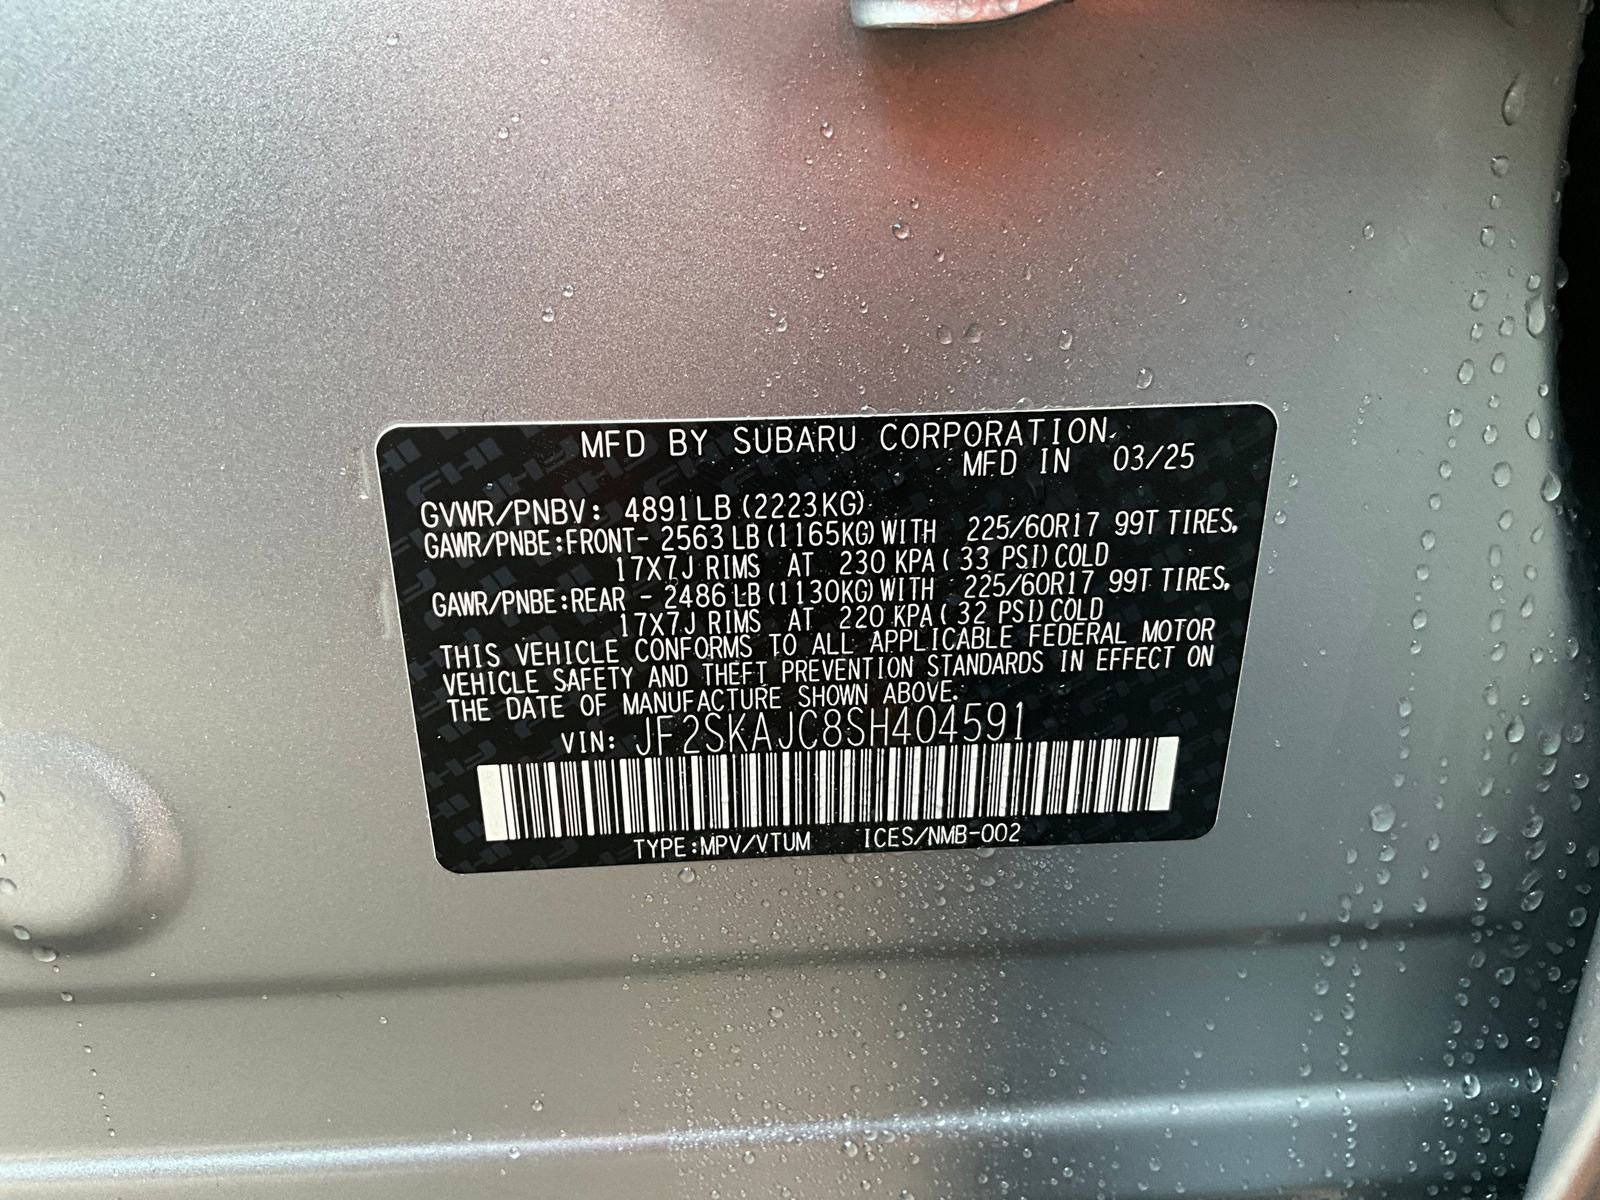 MFD BY SUBARU CORPORATION
MFD IN 03/25
GVWR/PNBV: 4891LB (2223KG)
GAWR/PNBE:FRONT- 2563 LB (1165KG) WITH 225/60R17 99T TIRES,
17X7J RIMS AT 230 KPA ( 33 PSI) COLD
GAWR/PNBE:REAR - 2486 LB (1130KG) WITH 225/60R17 99T TIRES,
17X7J RIMS AT 220 KPA ( 32 PSI) COLD
THIS VEHICLE CONFORMS TO ALL APPLICABLE FEDERAL MOTOR
VEHICLE SAFETY AND THEFT PREVENTION STANDARDS IN EFFECT ON
THE DATE OF MANUFACTURE SHOWN ABOVE.
VIN: JF2SKAJC8SH404591
TYPE:MPV/VTUM ICES/NMB-002